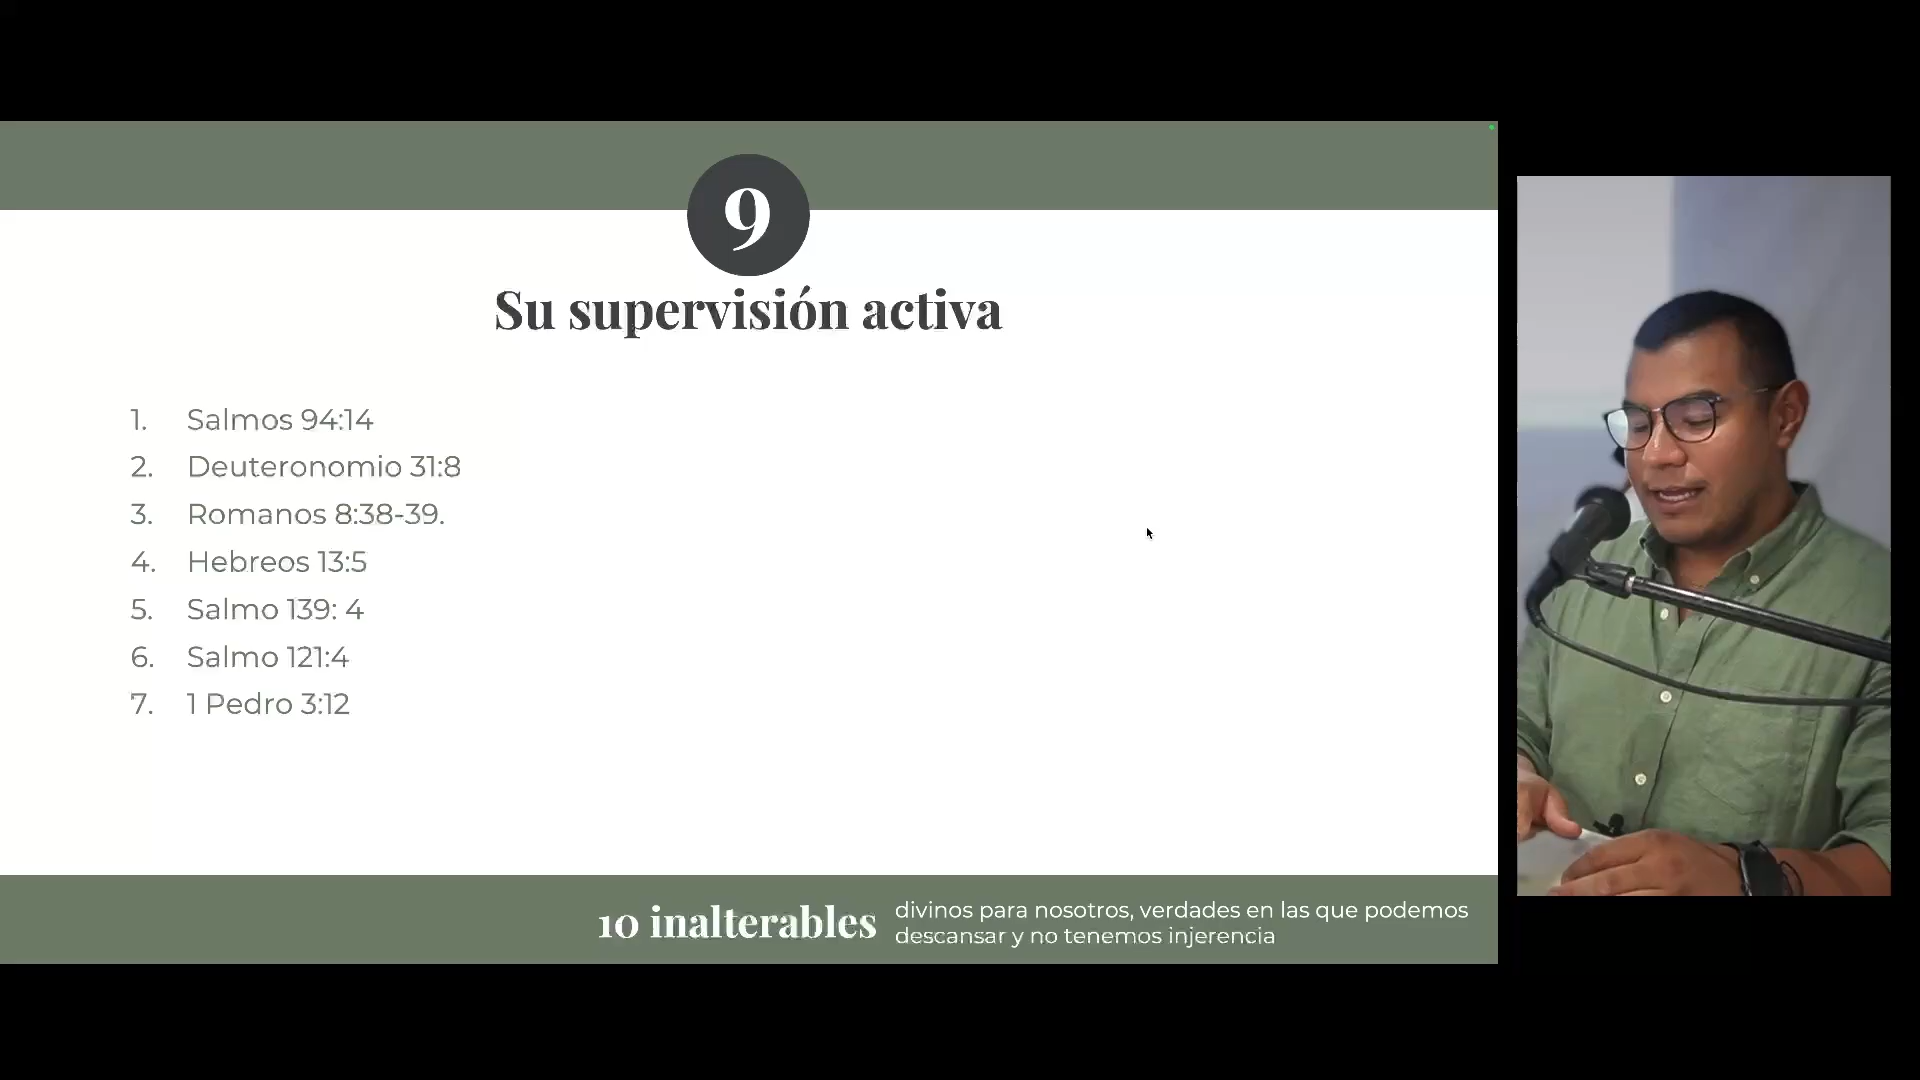 9
Su supervisión activa
1. Salmos 94:14
2. Deuteronomio 31:8
3. Romanos 8:38-39.
4. Hebreos 13:5
5. Salmo 139: 4
6. Salmo 121:4
7. 1 Pedro 3:12
10 inalterables
divinos para nosotros, verdades en las que podemos
descansar y no tenemos injerencia